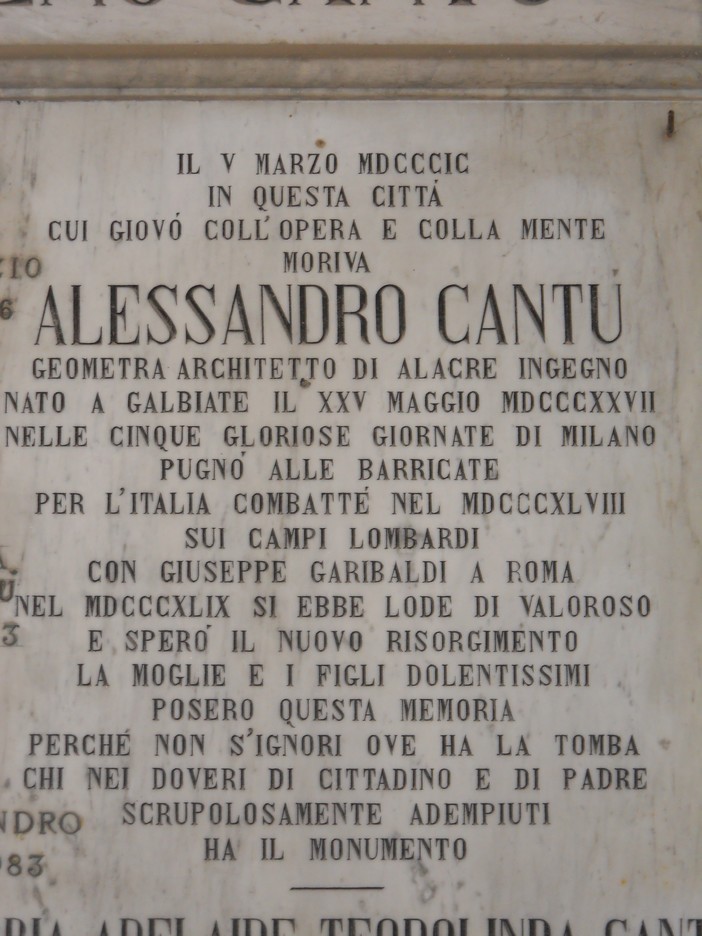 IL V MARZO MDCCCIC
IN QUESTA CITTÁ
CUI GIOVÓ COLL'OPERA E COLLA MENTE
MORIVA
ALESSANDRO CANTÚ
GEOMETRA ARCHITETTO DI ALACRE INGEGNO
NATO A GALBIATE IL XXV MAGGIO MDCCCXXVII
NELLE CINQUE GLORIOSE GIORNATE DI MILANO
PUGNÓ ALLE BARRICATE
PER L'ITALIA COMBATTÉ NEL MDCCCXLVIII
SUI CAMPI LOMBARDI
CON GIUSEPPE GARIBALDI A ROMA
NEL MDCCCXLIX SI EBBE LODE DI VALOROSO
E SPERÓ IL NUOVO RISORGIMENTO
LA MOGLIE E I FIGLI DOLENTISSIMI
POSERO QUESTA MEMORIA
PERCHÉ NON S'IGNORI OVE HA LA TOMBA
CHI NEI DOVERI DI CITTADINO E DI PADRE
SCRUPOLOSAMENTE ADEMPIUTI
HA IL MONUMENTO
ADELAIDE TEODOLINDA